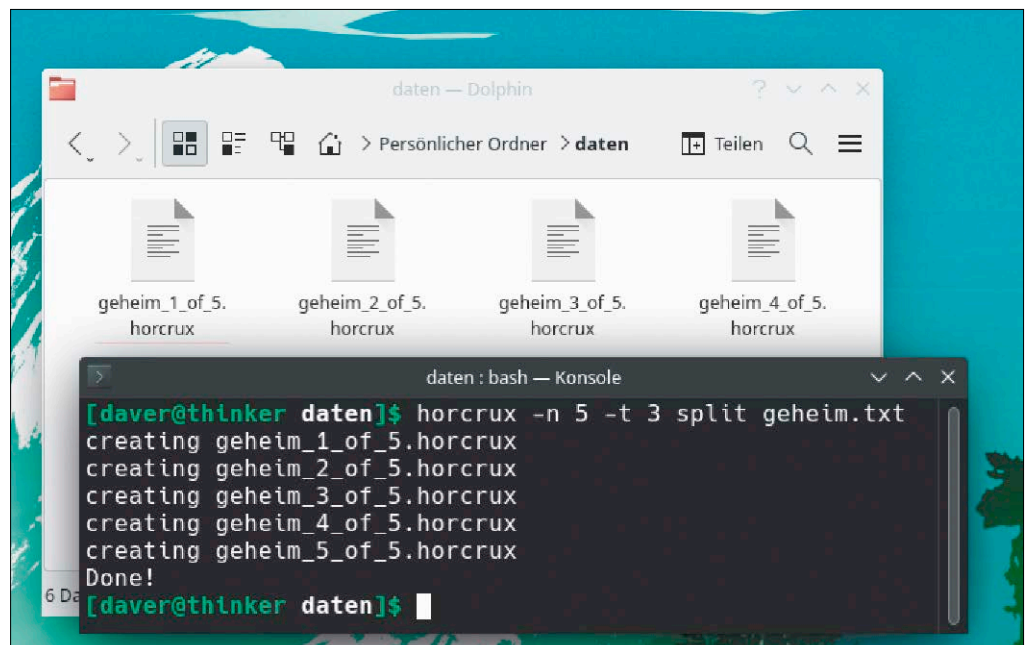 daten — Dolphin
Persönlicher Ordner > daten Teilen
geheim_1_of_5. geheim_2_of_5. geheim_3_of_5. geheim_4_of_5.
horcrux horcrux horcrux horcrux
daten : bash — Konsole
[daver@thinker daten]$ horcrux -n 5 -t 3 split geheim.txt
creating geheim_1_of_5.horcrux
creating geheim_2_of_5.horcrux
creating geheim_3_of_5.horcrux
creating geheim_4_of_5.horcrux
creating geheim_5_of_5.horcrux
Done!
6 Da
[daver@thinker daten]$